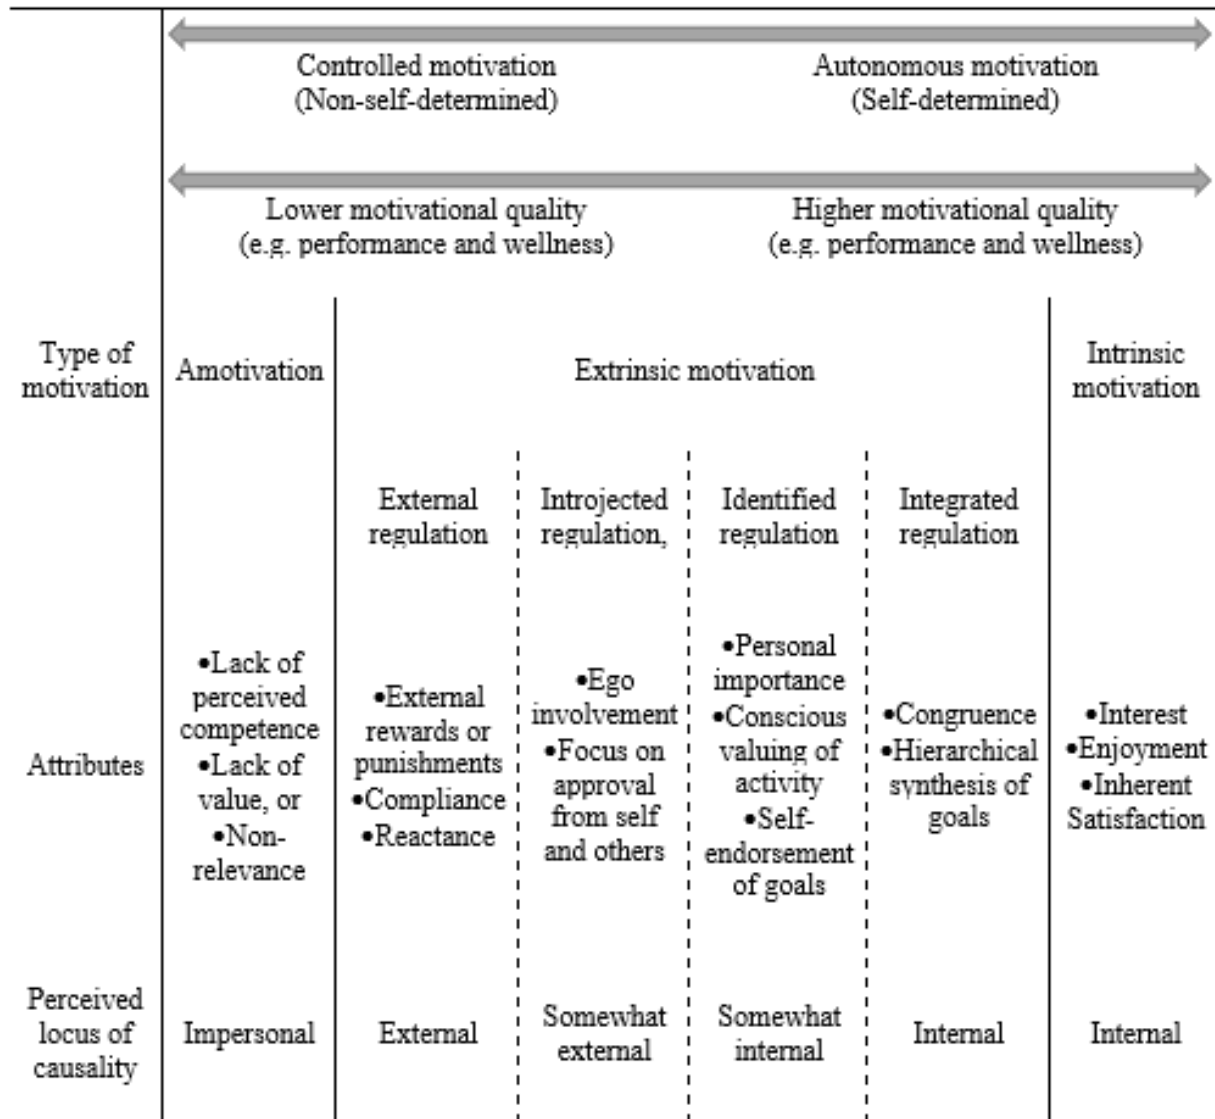 Controlled motivation
(Non-self-determined)
Autonomous motivation
(Self-determined)
Lower motivational quality
(e.g. performance and wellness)
Higher motivational quality
(e.g. performance and wellness)
Type of
motivation
Amotivation
Extrinsic motivation
Intrinsic
motivation
External
regulation
Introjected
regulation,
Identified
regulation
Integrated
regulation
Attributes
•Lack of
perceived
competence
•Lack of
value, or
•Non-
relevance
•External
rewards or
punishments
•Compliance
•Reactance
•Ego
involvement
•Focus on
approval
from self
and others
•Personal
importance
•Conscious
valuing of
activity
•Self-
endorsement
of goals
•Congruence
•Hierarchical
synthesis of
goals
•Interest
•Enjoyment
•Inherent
Satisfaction
Perceived
locus of
causality
Impersonal
External
Somewhat
external
Somewhat
internal
Internal
Internal